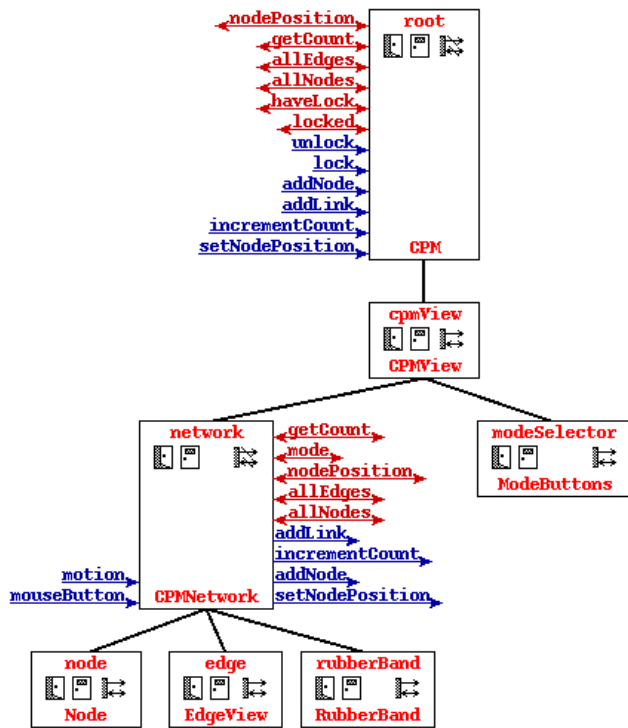 nodePosition
root
getCount
allEdges
allNodes
haveLock
locked
unlock
lock
addNode
addLink
incrementCount
setNodePosition
CPM
cpmView
CPMView
network
getCount
mode
nodePosition
allEdges
allNodes
addLink
incrementCount
motion
addNode
mouseButton
CPMNetwork
setNodePosition
modeSelector
ModeButtons
node
Node
edge
EdgeView
rubberBand
RubberBand